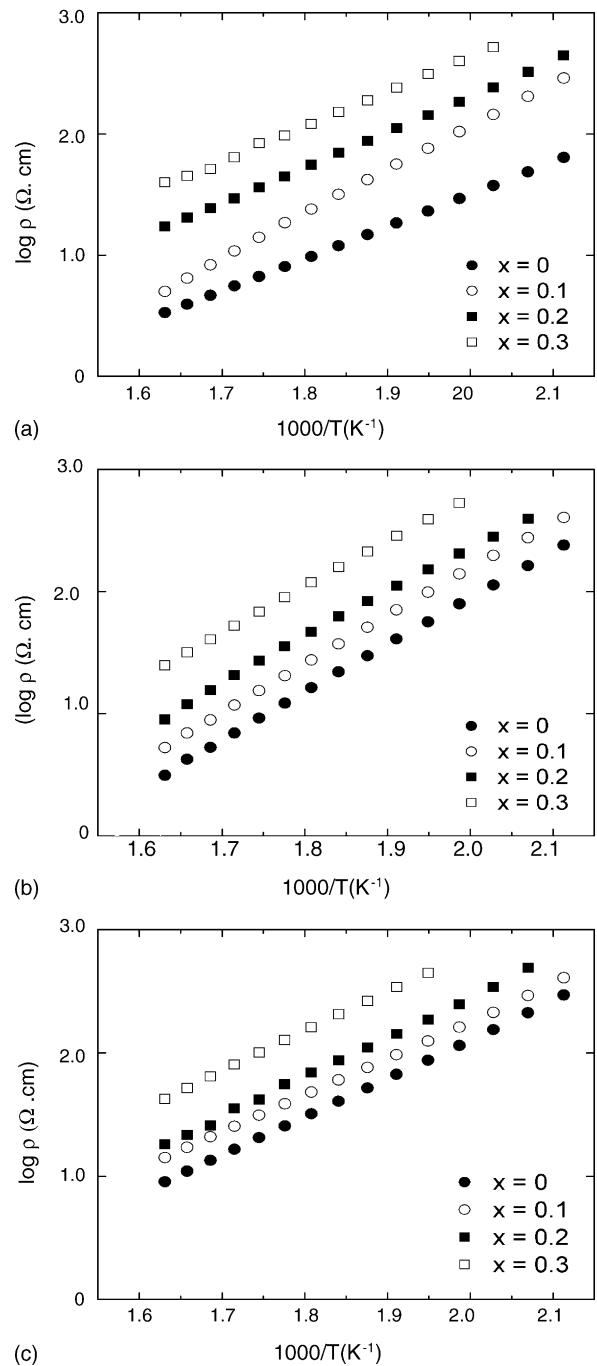 3.0
2.0
1.0
0
log ρ (Ω. cm)
x = 0
x = 0.1
x = 0.2
x = 0.3
1.6 1.7 1.8 1.9 20 2.1
(a)
1000/T(K⁻¹)
3.0
2.0
1.0
0
(log ρ (Ω. cm)
x = 0
x = 0.1
x = 0.2
x = 0.3
1.6 1.7 1.8 1.9 2.0 2.1
(b)
1000/T(K⁻¹)
3.0
2.0
1.0
0
log ρ (Ω .cm)
x = 0
x = 0.1
x = 0.2
x = 0.3
1.6 1.7 1.8 1.9 2.0 2.1
(c)
1000/T(K⁻¹)